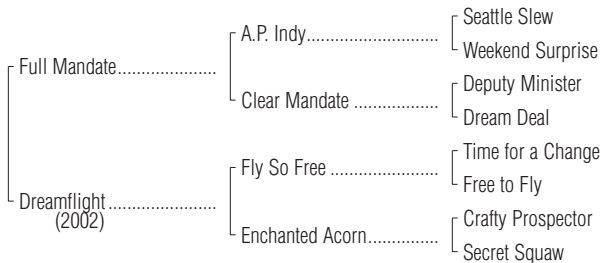 Seattle Slew
A.P. Indy........................
Weekend Surprise
Full Mandate..................
Deputy Minister
Clear Mandate ................
Dream Deal
Time for a Change
Fly So Free ....................
Free to Fly
Dreamflight....................
(2002)
Crafty Prospector
Enchanted Acorn.............
Secret Squaw